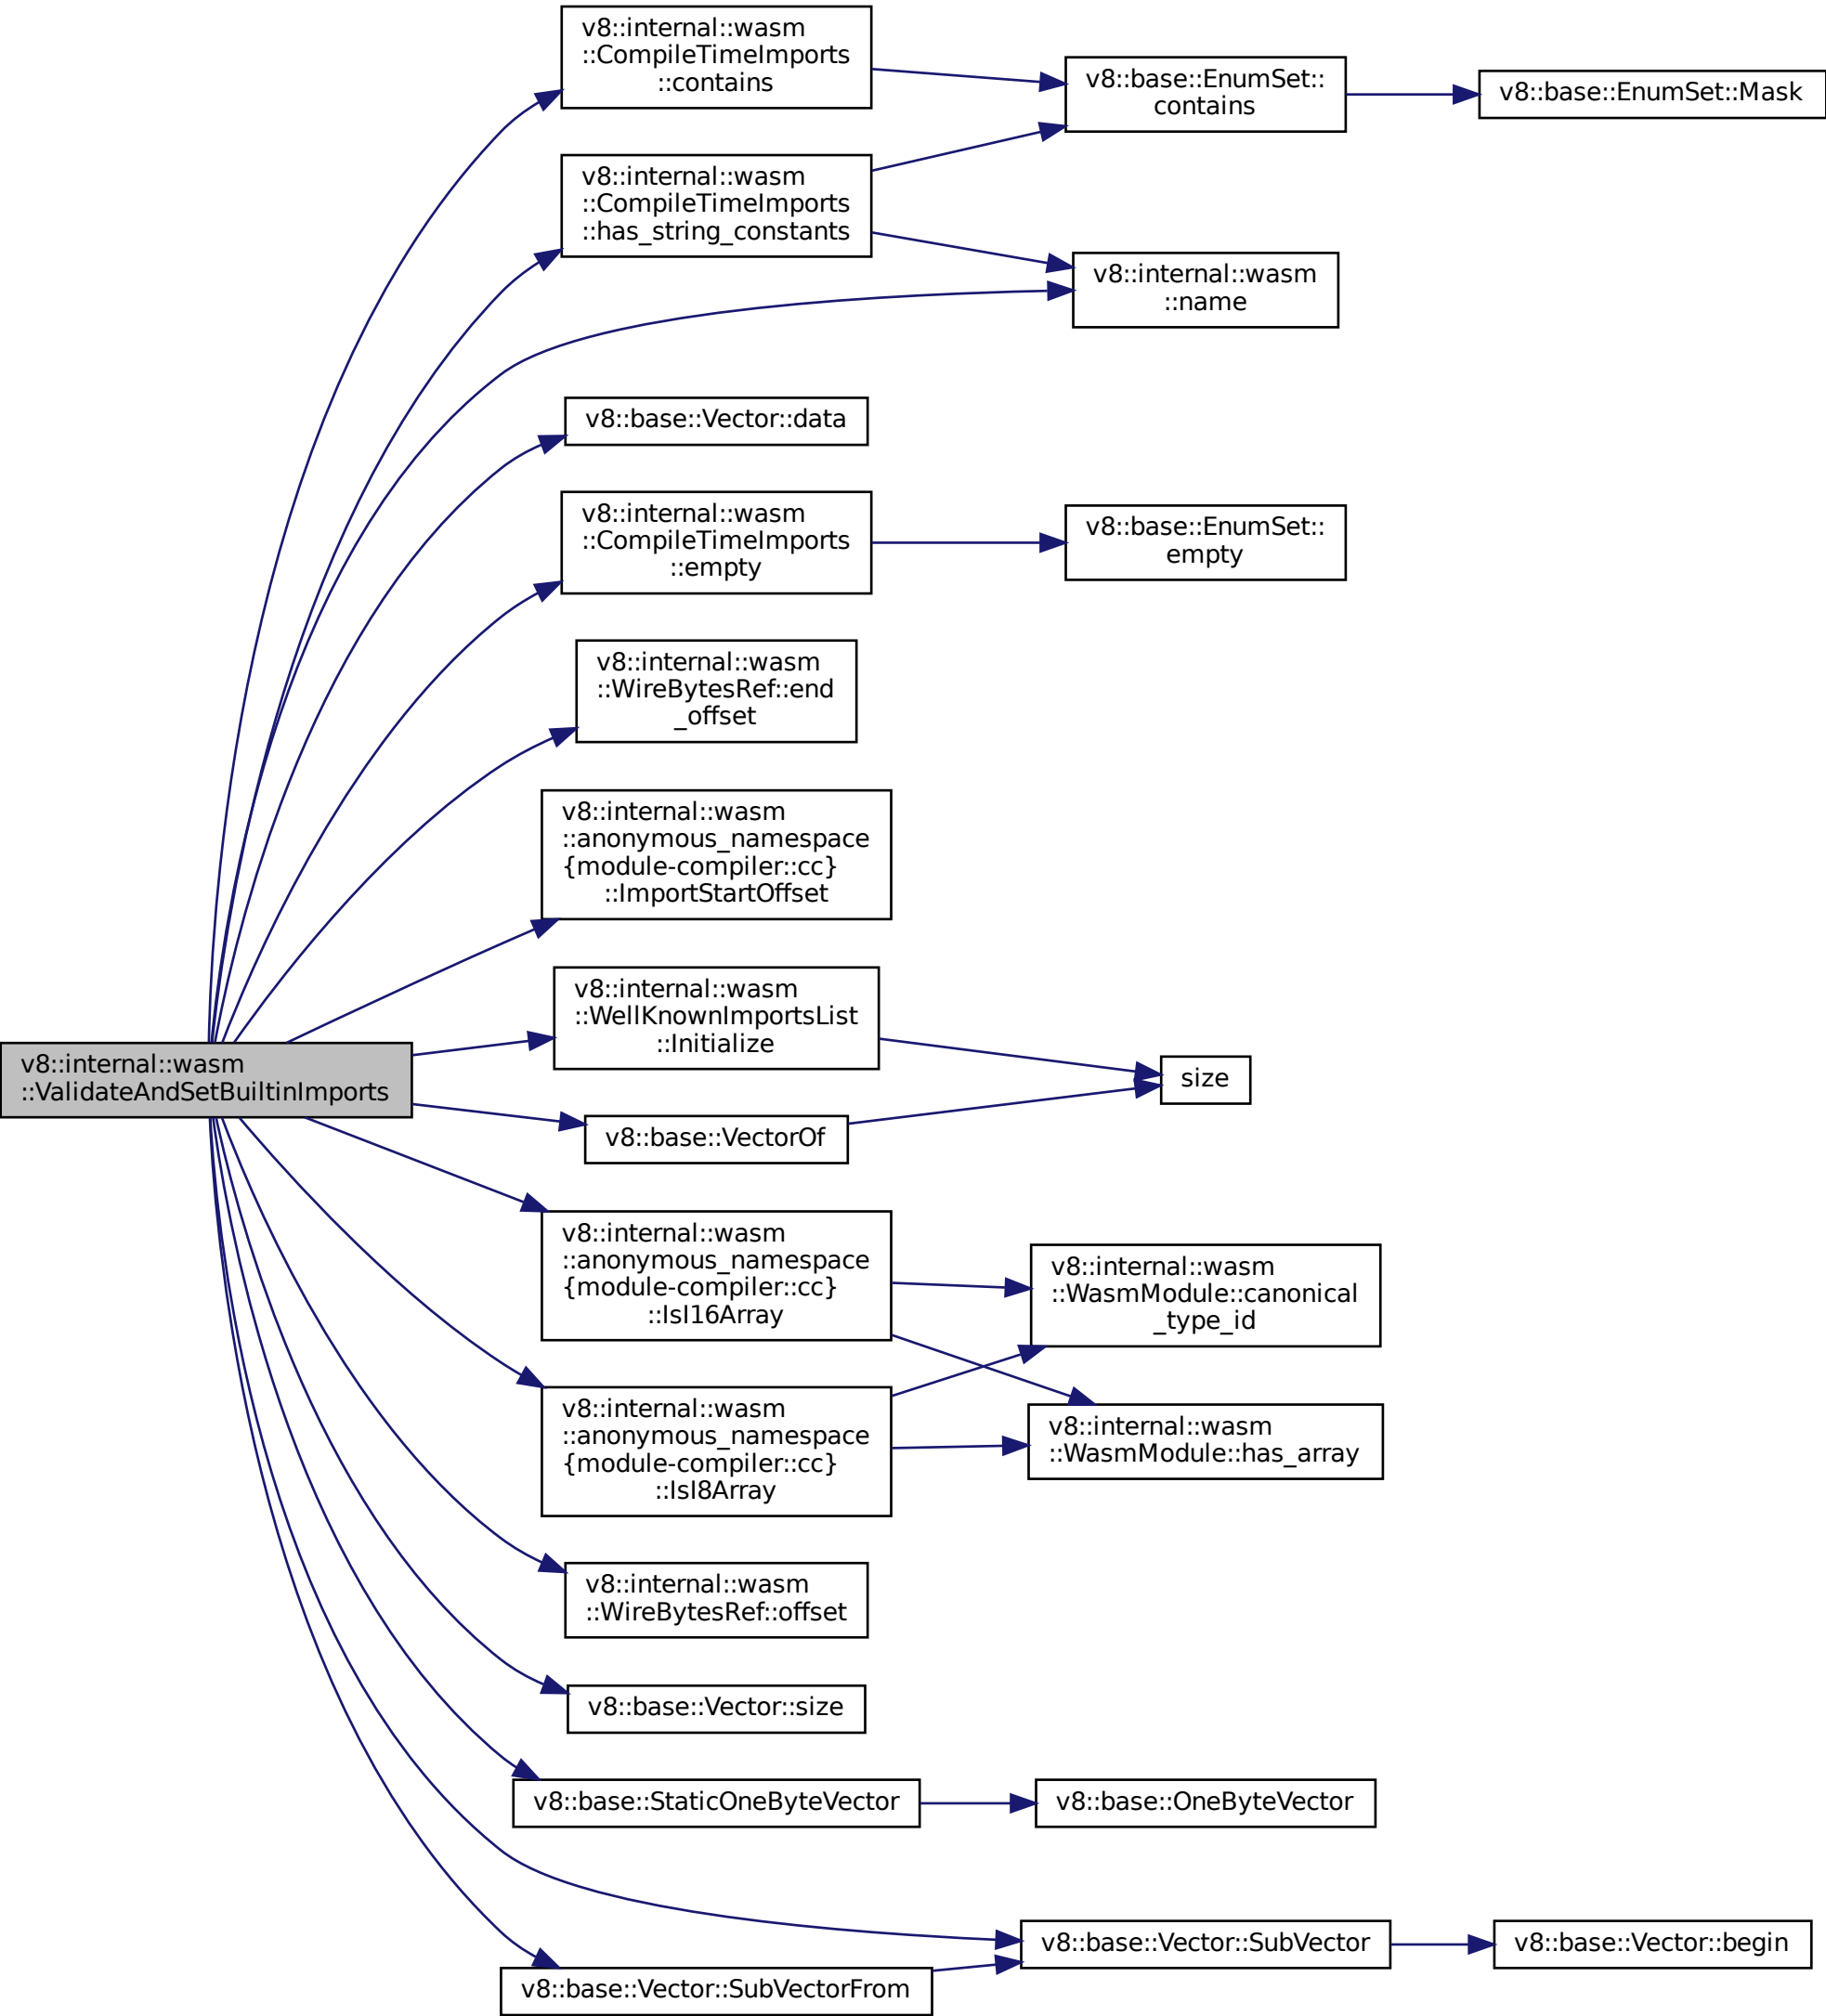 v8::internal::wasm
::CompileTimeImports
::contains
v8::base::EnumSet::
contains
v8::base::EnumSet::Mask
v8::internal::wasm
::CompileTimeImports
::has_string_constants
v8::internal::wasm
::name
v8::base::Vector::data
v8::internal::wasm
::CompileTimeImports
::empty
v8::base::EnumSet::
empty
v8::internal::wasm
::WireBytesRef::end
_offset
v8::internal::wasm
::anonymous_namespace
{module-compiler::cc}
::ImportStartOffset
v8::internal::wasm
::WellKnownImportsList
::Initialize
v8::internal::wasm
::ValidateAndSetBuiltinImports
size
v8::base::VectorOf
v8::internal::wasm
::anonymous_namespace
{module-compiler::cc}
::IsI16Array
v8::internal::wasm
::WasmModule::canonical
_type_id
v8::internal::wasm
::anonymous_namespace
{module-compiler::cc}
::IsI8Array
v8::internal::wasm
::WasmModule::has_array
v8::internal::wasm
::WireBytesRef::offset
v8::base::Vector::size
v8::base::StaticOneByteVector
v8::base::OneByteVector
v8::base::Vector::SubVector
v8::base::Vector::begin
v8::base::Vector::SubVectorFrom